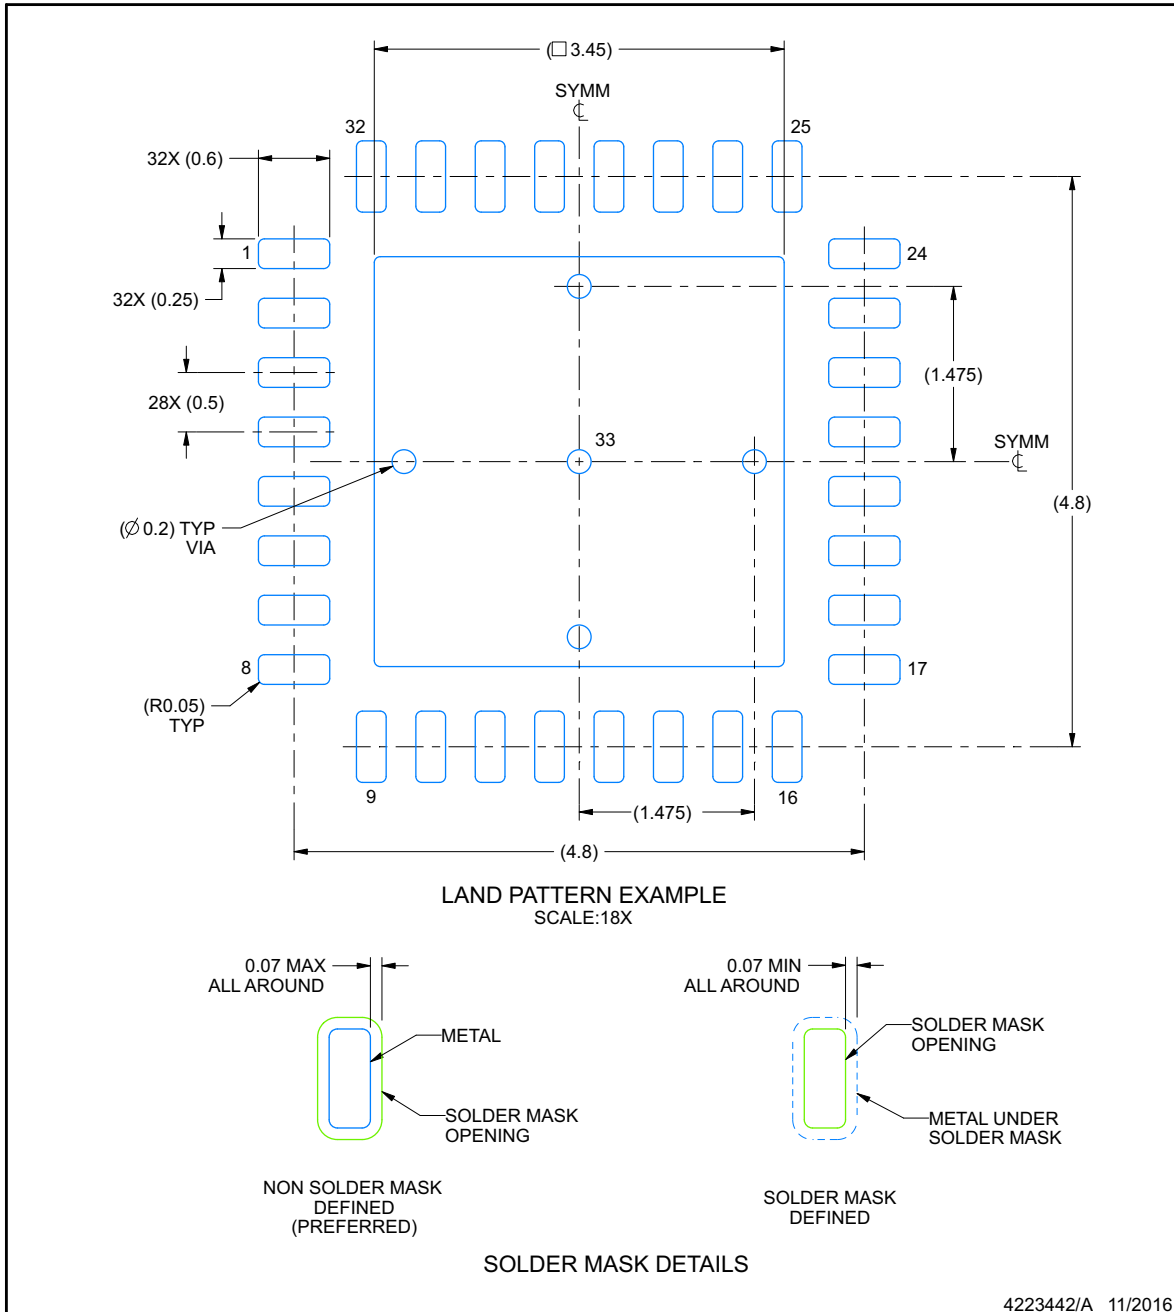 (□ 3.45)
SYMM
℄
32
25
32X (0.6)
1
24
32X (0.25)
(1.475)
28X (0.5)
33
SYMM
℄
(4.8)
(Ø 0.2) TYP
VIA
8
17
(R0.05)
TYP
9
16
(1.475)
(4.8)
LAND PATTERN EXAMPLE
SCALE:18X
0.07 MAX
ALL AROUND
METAL
SOLDER MASK
OPENING
NON SOLDER MASK
DEFINED
(PREFERRED)
0.07 MIN
ALL AROUND
SOLDER MASK
OPENING
METAL UNDER
SOLDER MASK
SOLDER MASK
DEFINED
SOLDER MASK DETAILS
4223442/A 11/2016